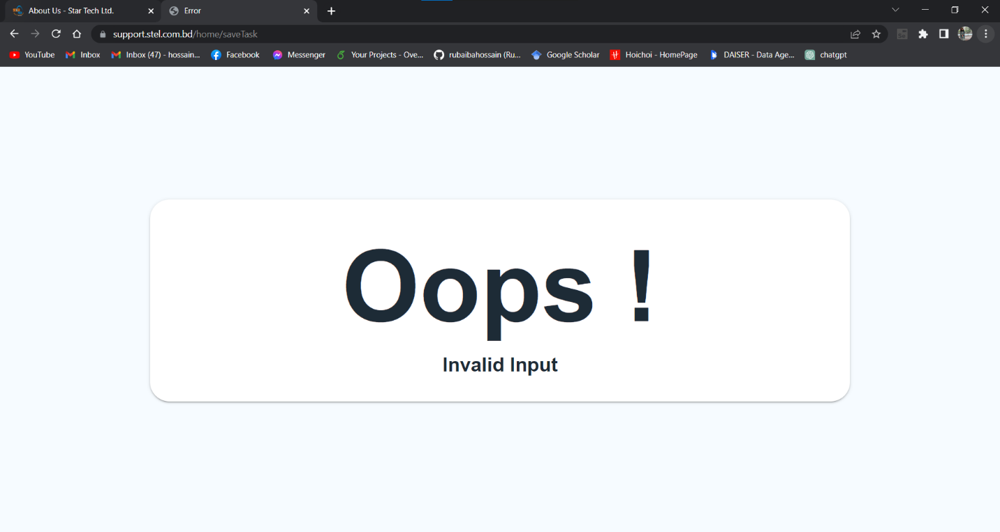 About Us - Star Tech Ltd.
Error
support.stel.com.bd/home/saveTask
YouTube
Inbox
Inbox (47) - hossain...
Facebook
Messenger
Your Projects - Ove...
rubaibahossain (Ru...
Google Scholar
Hoichoi - HomePage
DAISER - Data Age...
chatgpt
Oops !
Invalid Input